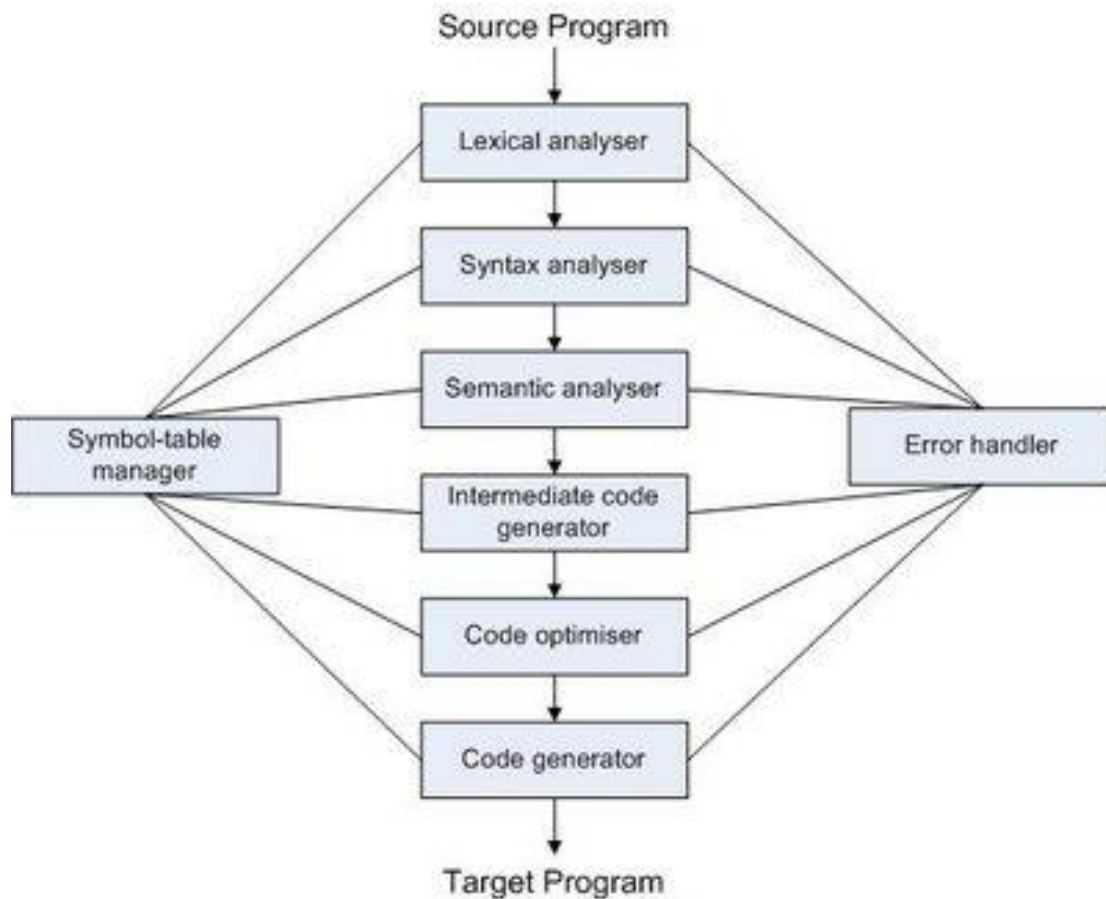 Source Program
Lexical analyser
Syntax analyser
Semantic analyser
Symbol-table
manager
Error handler
Intermediate code
generator
Code optimiser
Code generator
Target Program